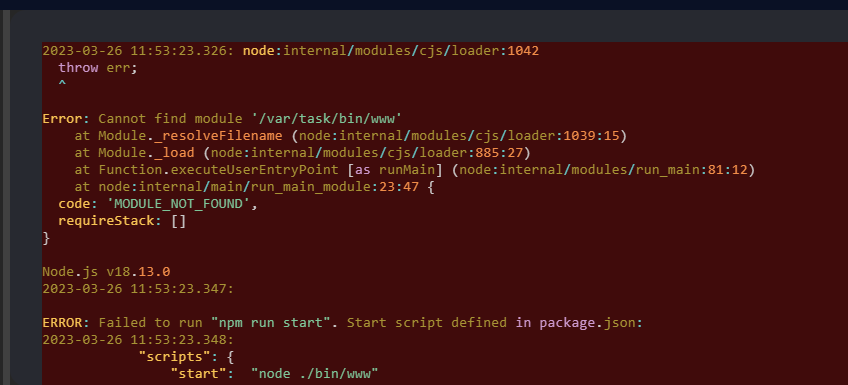 2023-03-26 11:53:23.326: node:internal/modules/cjs/loader:1042
  throw err;
  ^

Error: Cannot find module '/var/task/bin/www'
    at Module._resolveFilename (node:internal/modules/cjs/loader:1039:15)
    at Module._load (node:internal/modules/cjs/loader:885:27)
    at Function.executeUserEntryPoint [as runMain] (node:internal/modules/run_main:81:12)
    at node:internal/main/run_main_module:23:47 {
  code: 'MODULE_NOT_FOUND',
  requireStack: []
}

Node.js v18.13.0
2023-03-26 11:53:23.347:

ERROR: Failed to run "npm run start". Start script defined in package.json:
2023-03-26 11:53:23.348:
            "scripts": {
                "start":  "node ./bin/www"